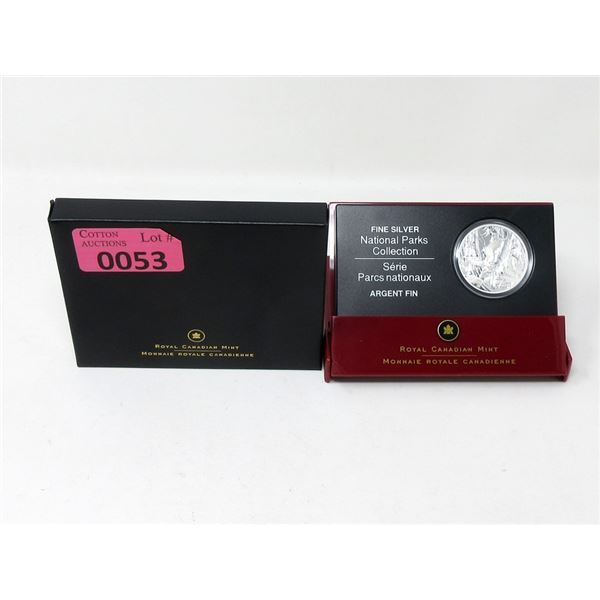 COTTON
AUCTIONS
Lot #
0053
ROYAL CANADIAN MINT
MONNAIE ROYALE CANADIENNE
FINE SILVER
National Parks
Collection
Série
Parcs nationaux
ARGENT FIN
ROYAL CANADIAN MINT
MONNAIE ROYALE CANADIENNE